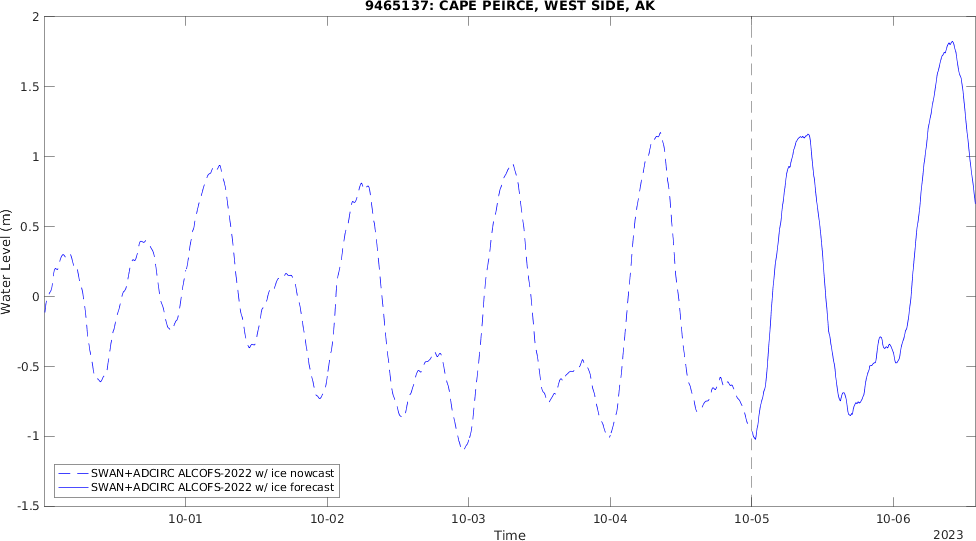 9465137: CAPE PEIRCE, WEST SIDE, AK
2
1.5
1
0.5
0
-0.5
-1
-1.5
Water Level (m)
SWAN+ADCIRC ALCOFS-2022 w/ ice nowcast
SWAN+ADCIRC ALCOFS-2022 w/ ice forecast
10-01 10-02 10-03 10-04 10-05 10-06
Time
2023